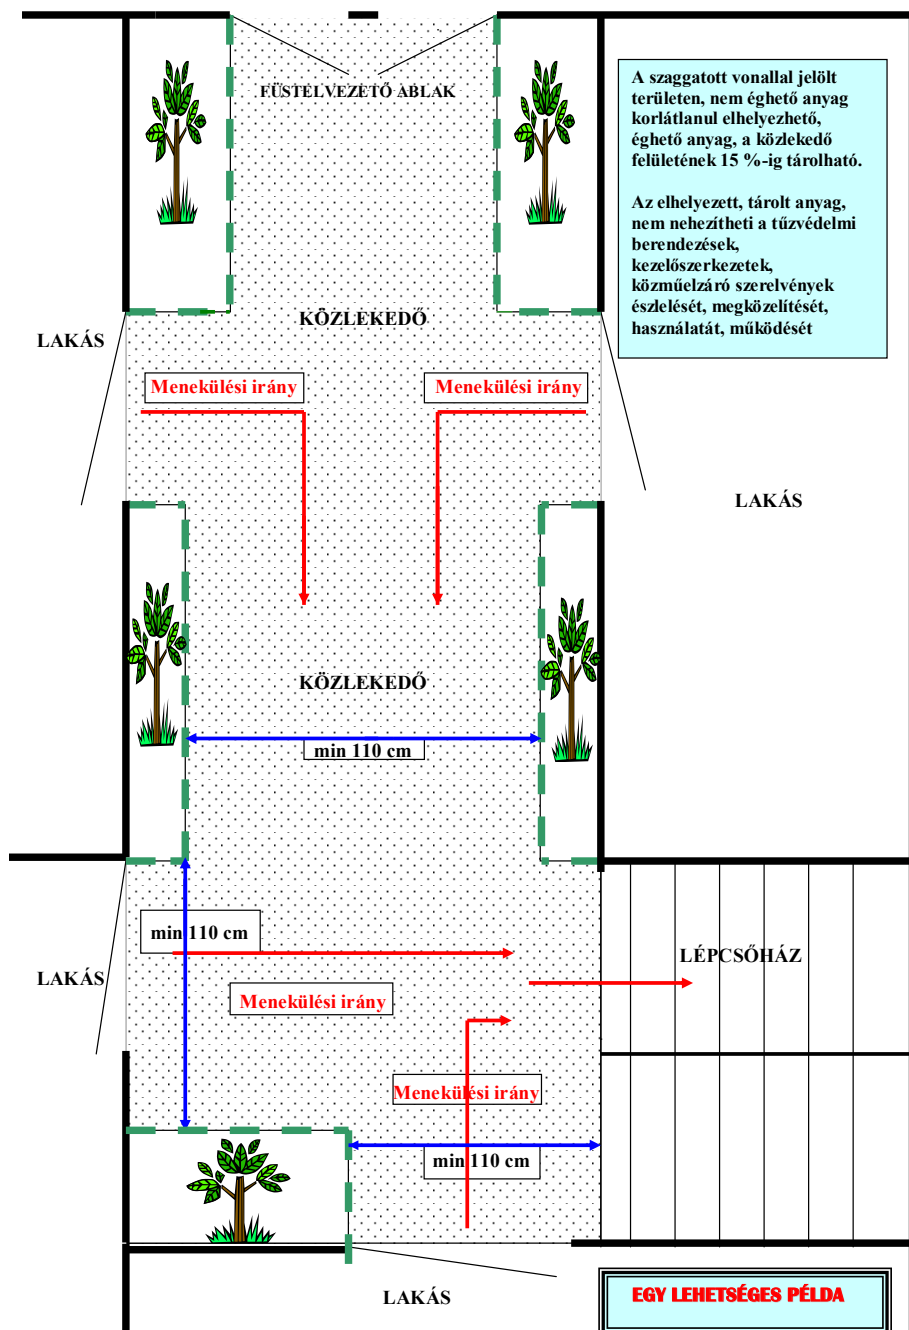 FÜSTELVEZETŐ ABLAK
A szaggatott vonallal jelölt
területen, nem éghető anyag
korlátlanul elhelyezhető,
éghető anyag, a közlekedő
felületének 15 %-ig tárolható.
Az elhelyezett, tárolt anyag,
nem nehezítheti a tűzvédelmi
berendezések,
kezelőszerkezetek,
közműelzáró szerelvények
észlelését, megközelítését,
használatát, működését
KÖZLEKEDŐ
LAKÁS
Menekülési irány
Menekülési irány
LAKÁS
KÖZLEKEDŐ
min 110 cm
min 110 cm
LÉPCSŐHÁZ
LAKÁS
Menekülési irány
Menekülési irány
min 110 cm
LAKÁS
EGY LEHETSÉGES PÉLDA